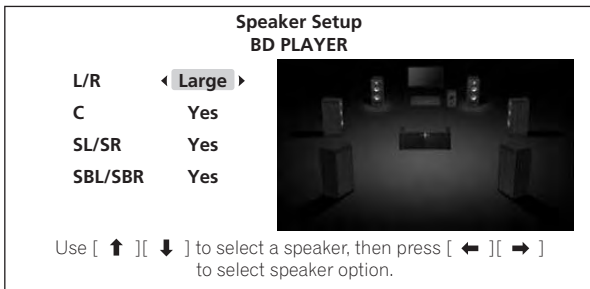 Speaker Setup
BD PLAYER
L/R Large
C Yes
SL/SR Yes
SBL/SBR Yes
Use [ ↑ ][ ↓ ] to select a speaker, then press [ ← ][ → ]
to select speaker option.